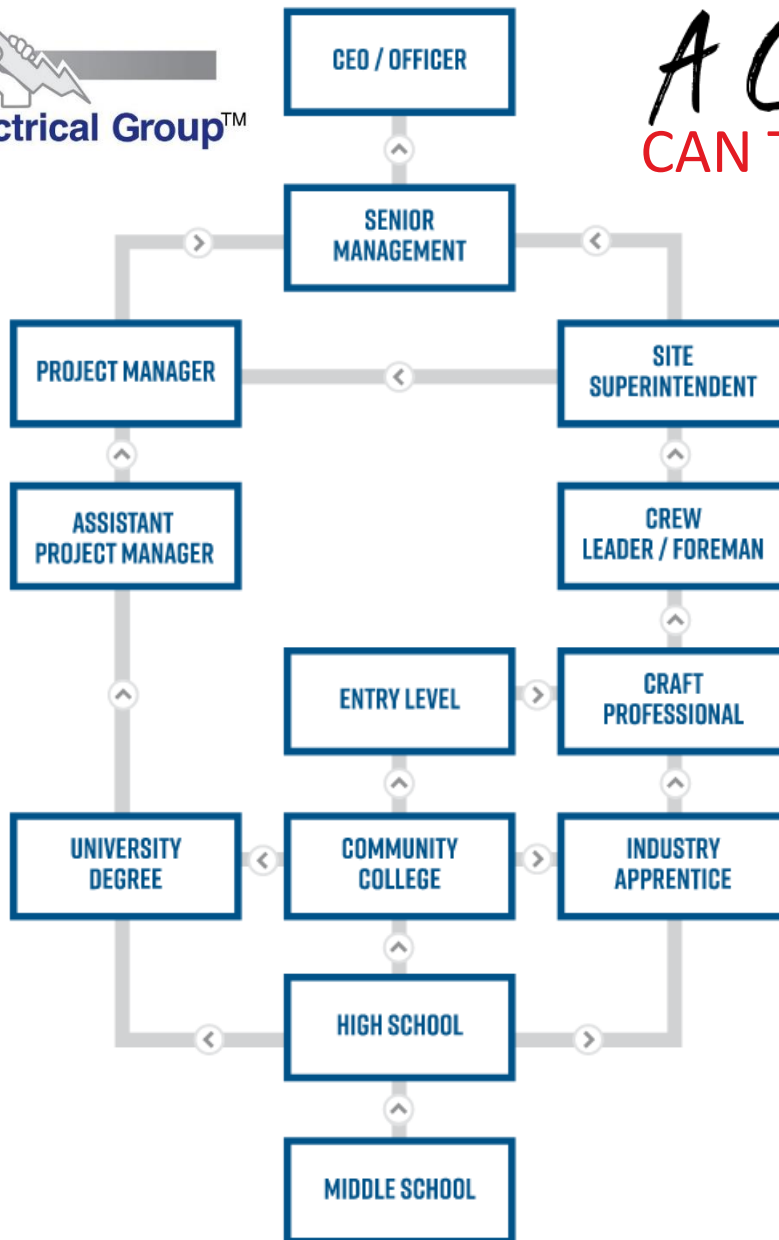 CEO / OFFICER
ctrical Group™
A
CAN
SENIOR
MANAGEMENT
PROJECT MANAGER
SITE
SUPERINTENDENT
ASSISTANT
PROJECT MANAGER
CREW
LEADER / FOREMAN
ENTRY LEVEL
CRAFT
PROFESSIONAL
UNIVERSITY
DEGREE
COMMUNITY
COLLEGE
INDUSTRY
APPRENTICE
HIGH SCHOOL
MIDDLE SCHOOL